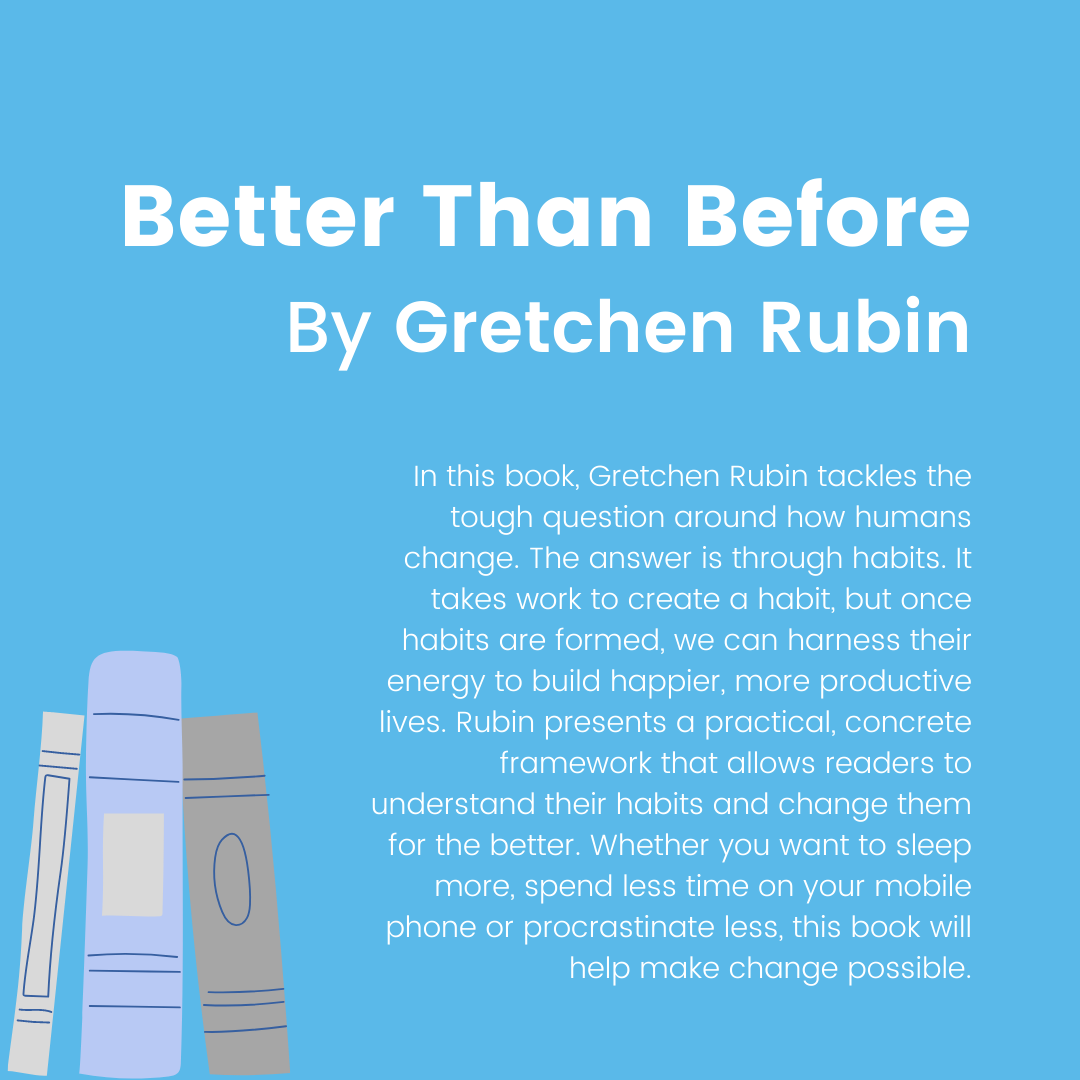 Better Than Before
By Gretchen Rubin
In this book, Gretchen Rubin tackles the
tough question around how humans
change. The answer is through habits. It
takes work to create a habit, but once
habits are formed, we can harness their
energy to build happier, more productive
lives. Rubin presents a practical, concrete
framework that allows readers to
understand their habits and change them
for the better. Whether you want to sleep
more, spend less time on your mobile
phone or procrastinate less, this book will
help make change possible.